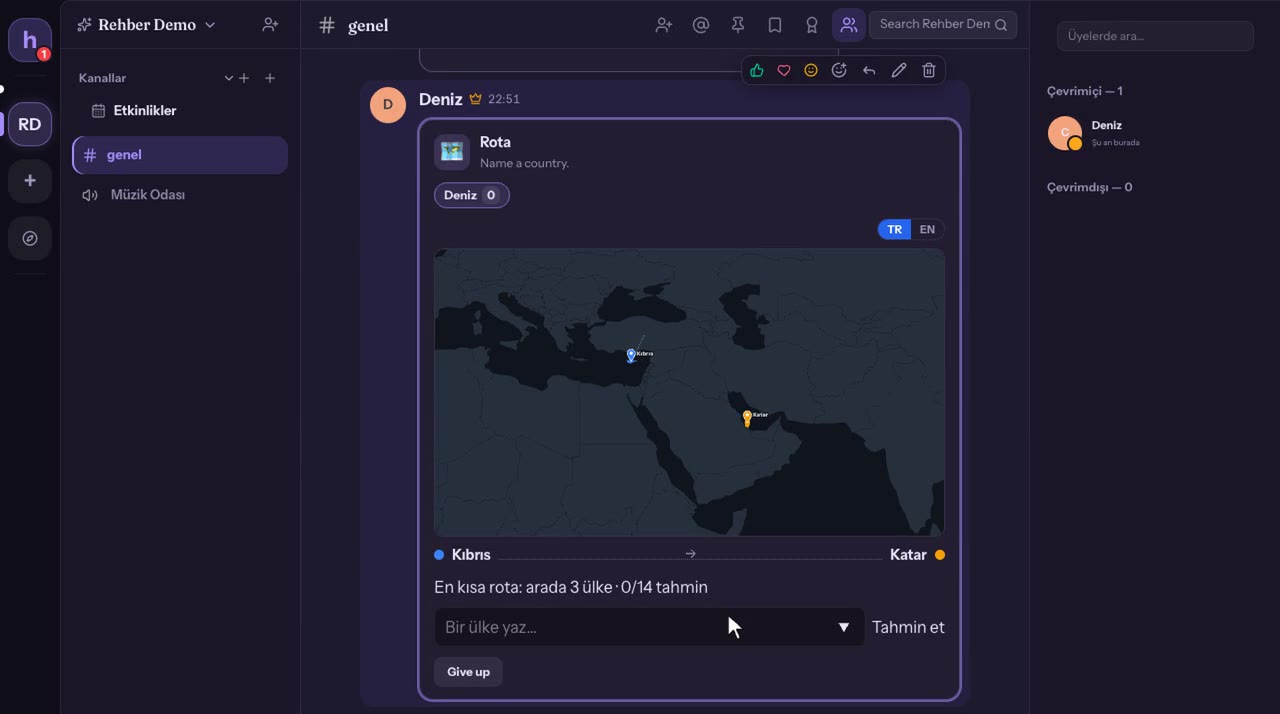 h
1
RD
Rehber Demo
Kanallar
Etkinlikler
genel
Müzik Odası
genel
Search Rehber Den
D
Deniz 22:51
Rota
Name a country.
Deniz 0
TR EN
Kıbrıs
Katar
Kıbrıs → Katar
En kısa rota: arada 3 ülke · 0/14 tahmin
Bir ülke yaz...
Tahmin et
Give up
Üyelerde ara...
Çevrimiçi — 1
C
Deniz
Şu an burada
Çevrimdışı — 0